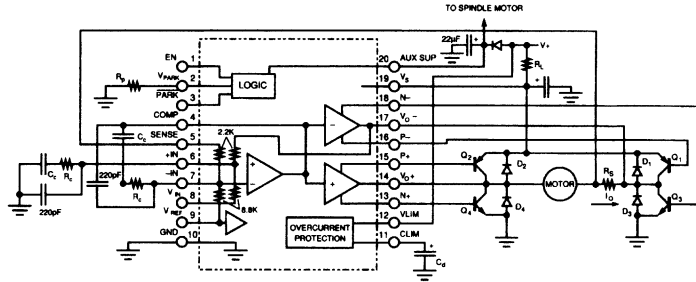 TO SPINDLE MOTOR
22µF
V+
EN 1
20 AUX SUP
RL
Rp
VPARK 2
LOGIC
19 VS
PARK 3
18 N−
COMP 4
17 VO −
Cc
SENSE 5
2.2K
16 P−
+IN 6
15 P+
Q2
D2
D1
Q1
Cc
Rc
−IN 7
14 VO+
MOTOR
RS
220pF
Rc
V IN 8
13 N+
IO
Q4
D4
D3
Q3
220pF
8.8K
V REF 9
12 VLIM
OVERCURRENT
PROTECTION
GND 10
11 CLIM
Cd